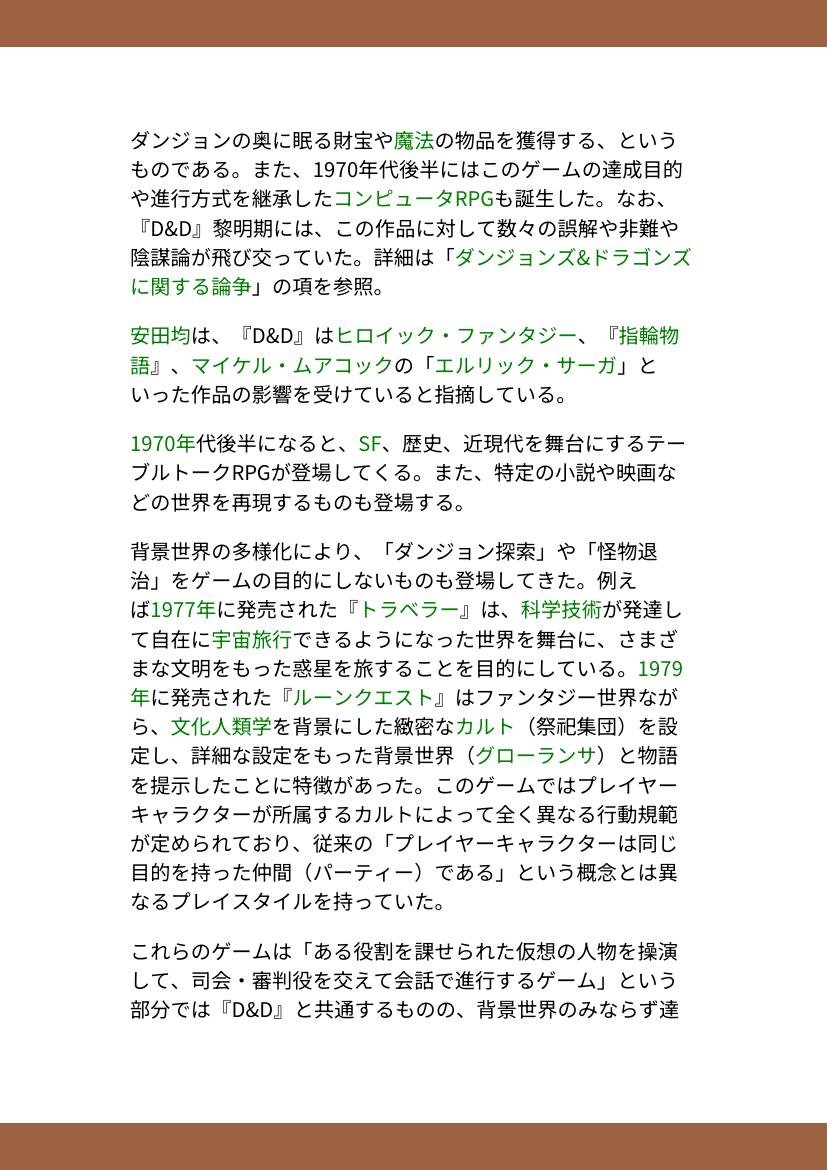 ダンジョンの奥に眠る財宝や魔法の物品を獲得する、という
ものである。また、1970年代後半にはこのゲームの達成目的
や進行方式を継承したコンピュータRPGも誕生した。なお、
『D&D』黎明期には、この作品に対して数々の誤解や非難や
陰謀論が飛び交っていた。詳細は「ダンジョンズ&ドラゴンズ
に関する論争」の項を参照。
安田均は、『D&D』はヒロイック・ファンタジー、『指輪物
語』、マイケル・ムアコックの「エルリック・サーガ」と
いった作品の影響を受けていると指摘している。
1970年代後半になると、SF、歴史、近現代を舞台にするテー
ブルトークRPGが登場してくる。また、特定の小説や映画な
どの世界を再現するものも登場する。
背景世界の多様化により、「ダンジョン探索」や「怪物退
治」をゲームの目的にしないものも登場してきた。例え
ば1977年に発売された『トラベラー』は、科学技術が発達し
て自在に宇宙旅行できるようになった世界を舞台に、さまざ
まな文明をもった惑星を旅することを目的にしている。1979
年に発売された『ルーンクエスト』はファンタジー世界なが
ら、文化人類学を背景にした緻密なカルト（祭祀集団）を設
定し、詳細な設定をもった背景世界（グローランサ）と物語
を提示したことに特徴があった。このゲームではプレイヤー
キャラクターが所属するカルトによって全く異なる行動規範
が定められており、従来の「プレイヤーキャラクターは同じ
目的を持った仲間（パーティー）である」という概念とは異
なるプレイスタイルを持っていた。
これらのゲームは「ある役割を課せられた仮想の人物を操演
して、司会・審判役を交えて会話で進行するゲーム」という
部分では『D&D』と共通するものの、背景世界のみならず達